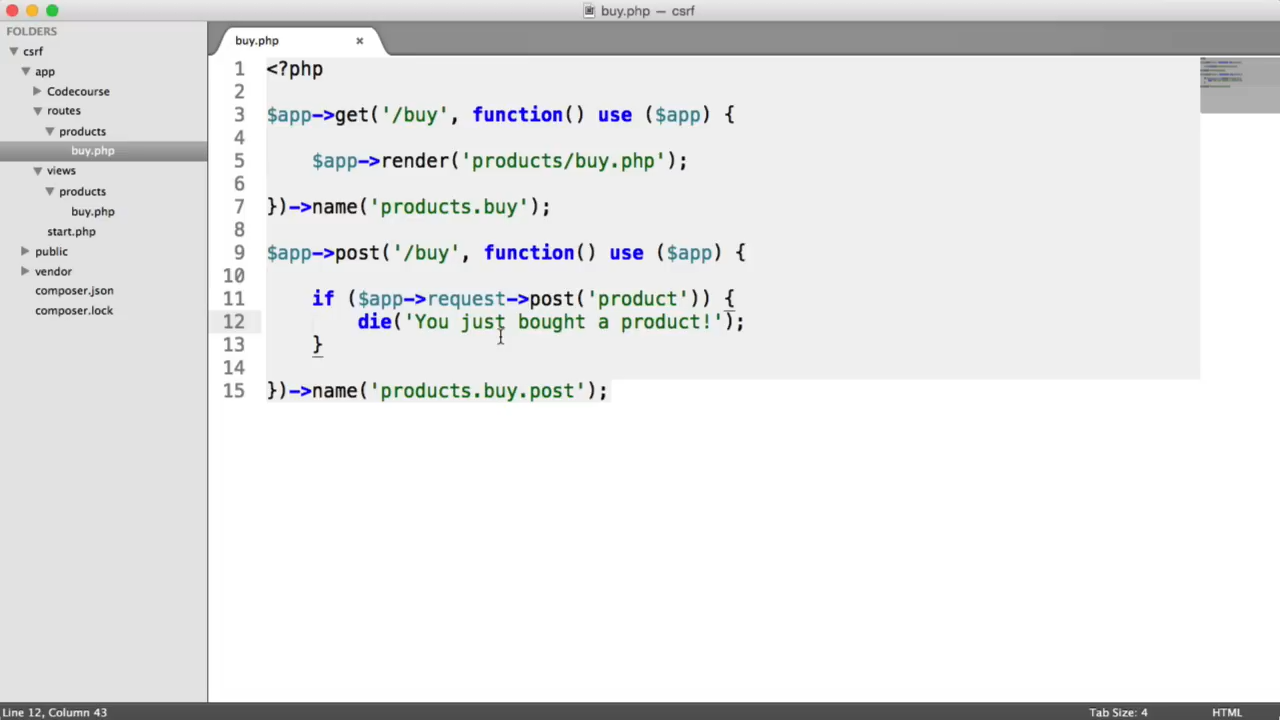 buy.php — csrf
FOLDERS
csrf
app
Codecourse
routes
products
buy.php
views
products
buy.php
start.php
public
vendor
composer.json
composer.lock
buy.php ×
1 <?php
2
3 $app->get('/buy', function() use ($app) {
4
5 $app->render('products/buy.php');
6
7 })->name('products.buy');
8
9 $app->post('/buy', function() use ($app) {
10
11 if ($app->request->post('product')) {
12 die('You just bought a product!');
13 }
14
15 })->name('products.buy.post');
Line 12, Column 43
Tab Size: 4
HTML